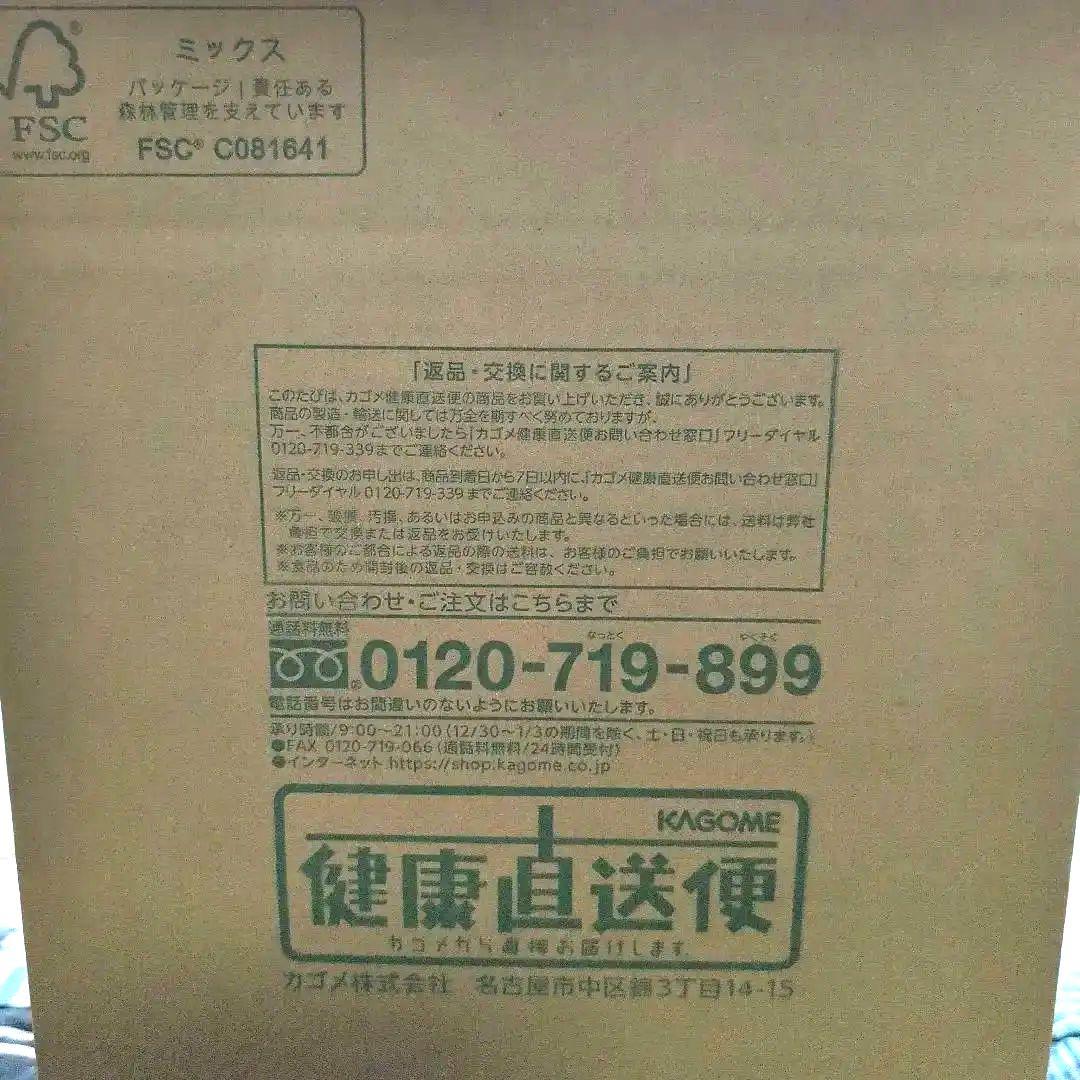 ミックス
パッケージ|責任ある
森林管理を支えています
FSC
www.fsc.org
FSC® C081641
「返品・交換に関するご案内」
このたびは、カゴメ健康直送便の商品をお買い上げいただき、誠にありがとうございます。
商品の製造・輸送に関しては万全を期すべく努めておりますが、
万一、不都合がございましたら「カゴメ健康直送便お問い合わせ窓口」フリーダイヤル
0120-719-339までご連絡ください。
返品・交換のお申し出は、商品到着日から7日以内に、「カゴメ健康直送便お問い合わせ窓口」
フリーダイヤル 0120-719-339 までご連絡ください。
※万一、破損、汚損、あるいはお申込みの商品と異なるといった場合には、送料は弊社
負担で交換または返品をお受けいたします。
※お客様のご都合による返品の際の送料は、お客様のご負担でお願いいたします。
※食品のため開封後の返品・交換はご容赦ください。
お問い合わせ・ご注文はこちらまで
通話料無料
なっとく やくそく
0120-719-899
電話番号はお間違いのないようにお願いいたします。
承り時間/9:00〜21:00(12/30〜1/3の期間を除く、土・日・祝日も承ります。)
●FAX 0120-719-066(通話料無料/24時間受付)
●インターネット https://shop.kagome.co.jp
KAGOME
健康直送便
カゴメから直接お届けします。
カゴメ株式会社 名古屋市中区錦3丁目14-15